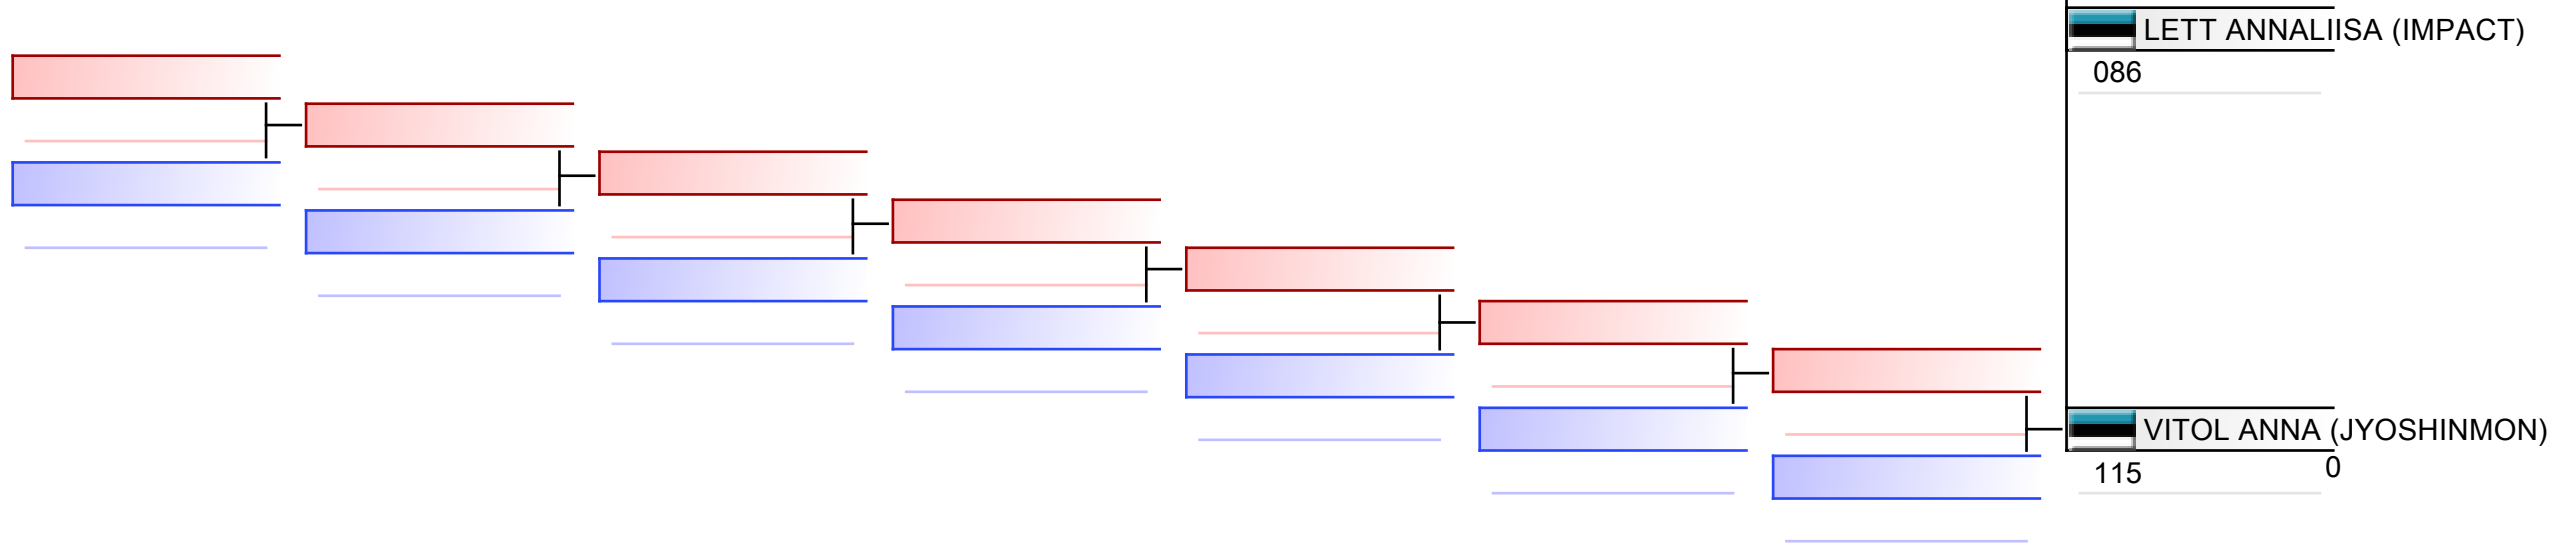 LETT ANNALIISA (IMPACT)
086
VITOL ANNA (JYOSHINMON)
115
0